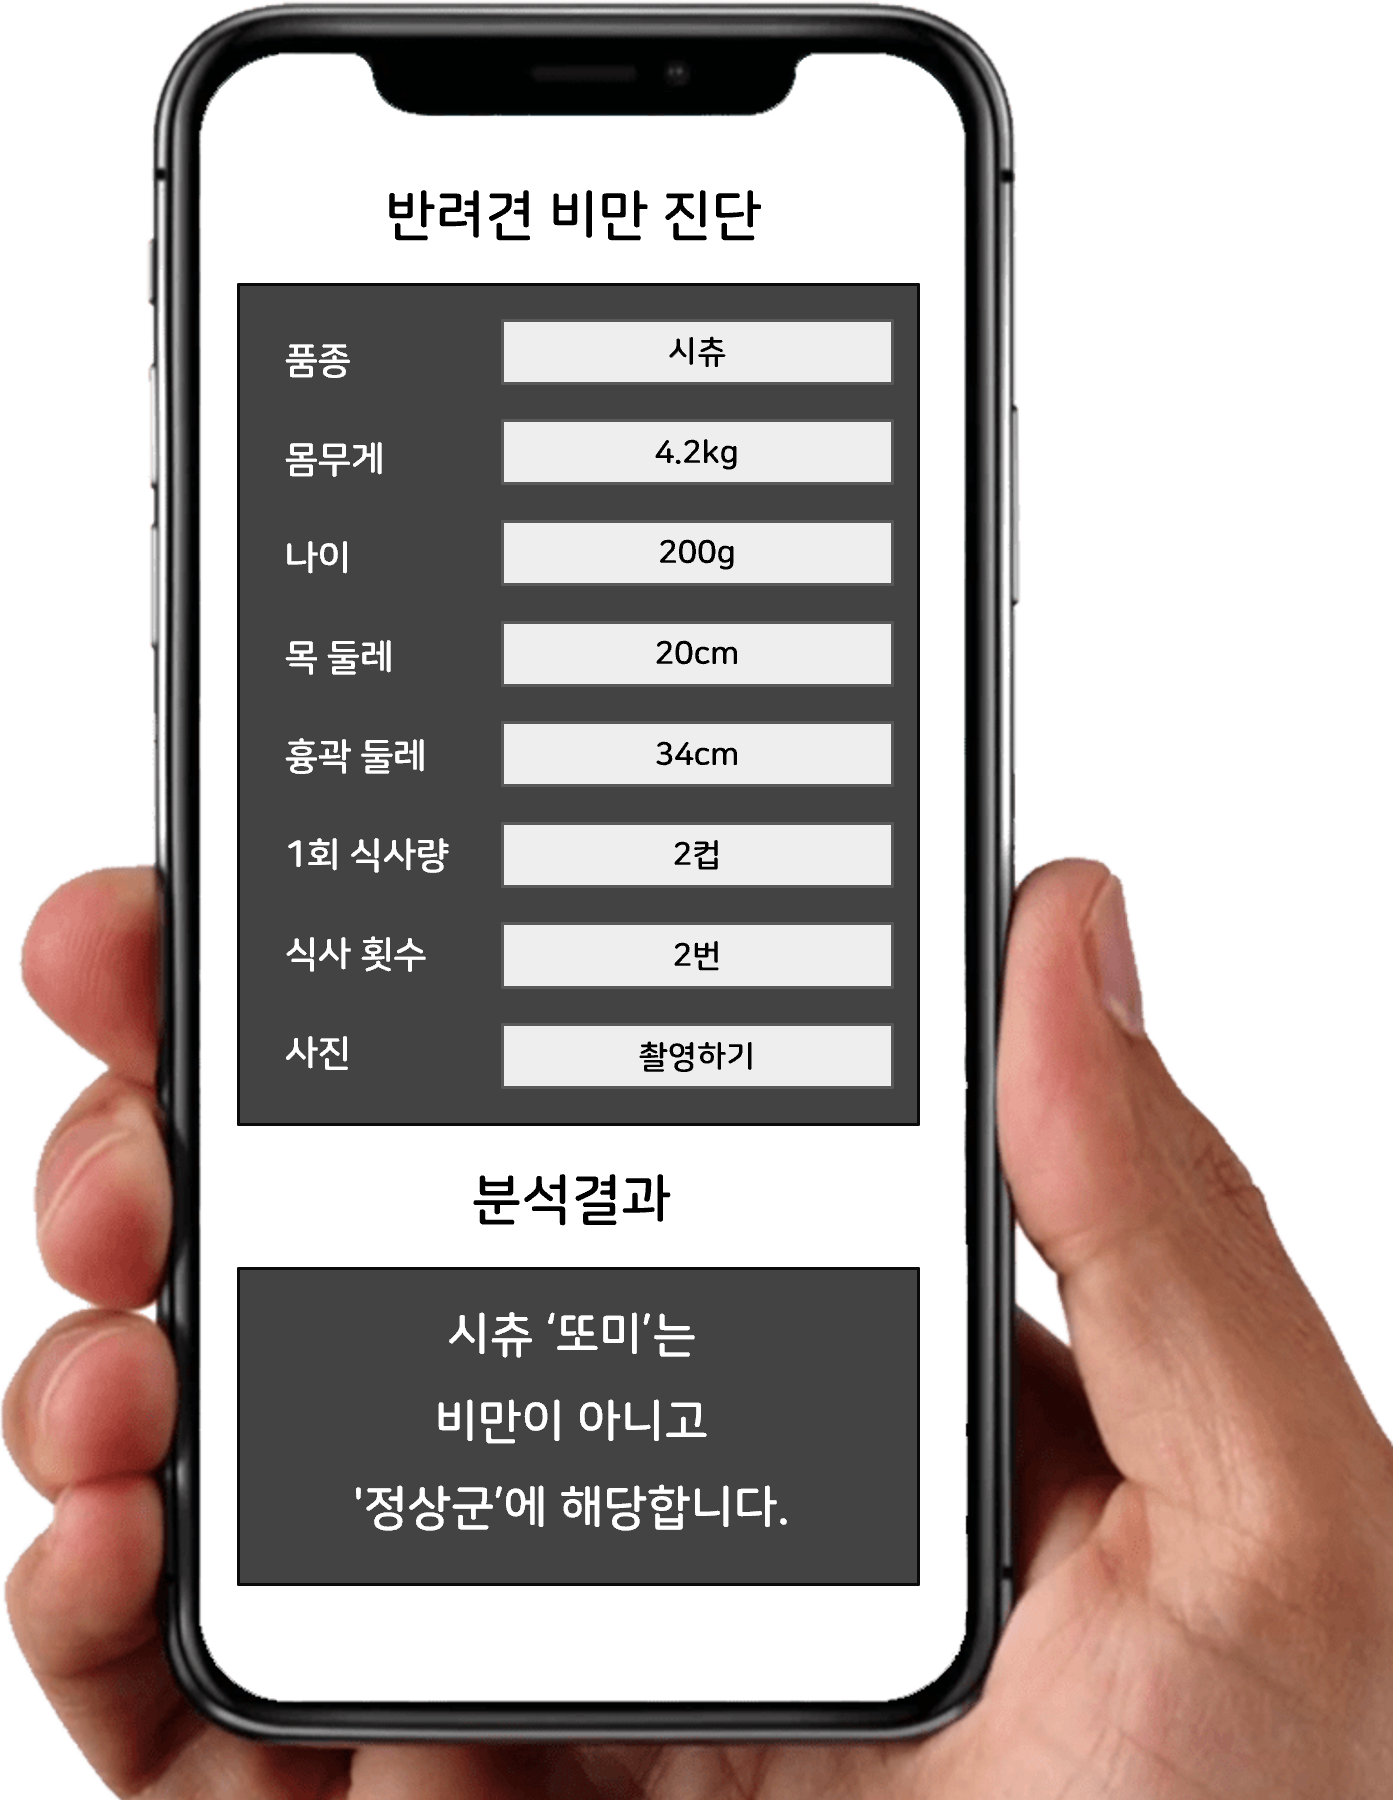 반려견 비만 진단
품종 시츄
몸무게 4.2kg
나이 200g
목 둘레 20cm
흉곽 둘레 34cm
1회 식사량 2컵
식사 횟수 2번
사진 촬영하기
분석결과
시츄 ‘또미’는
비만이 아니고
'정상군’에 해당합니다.